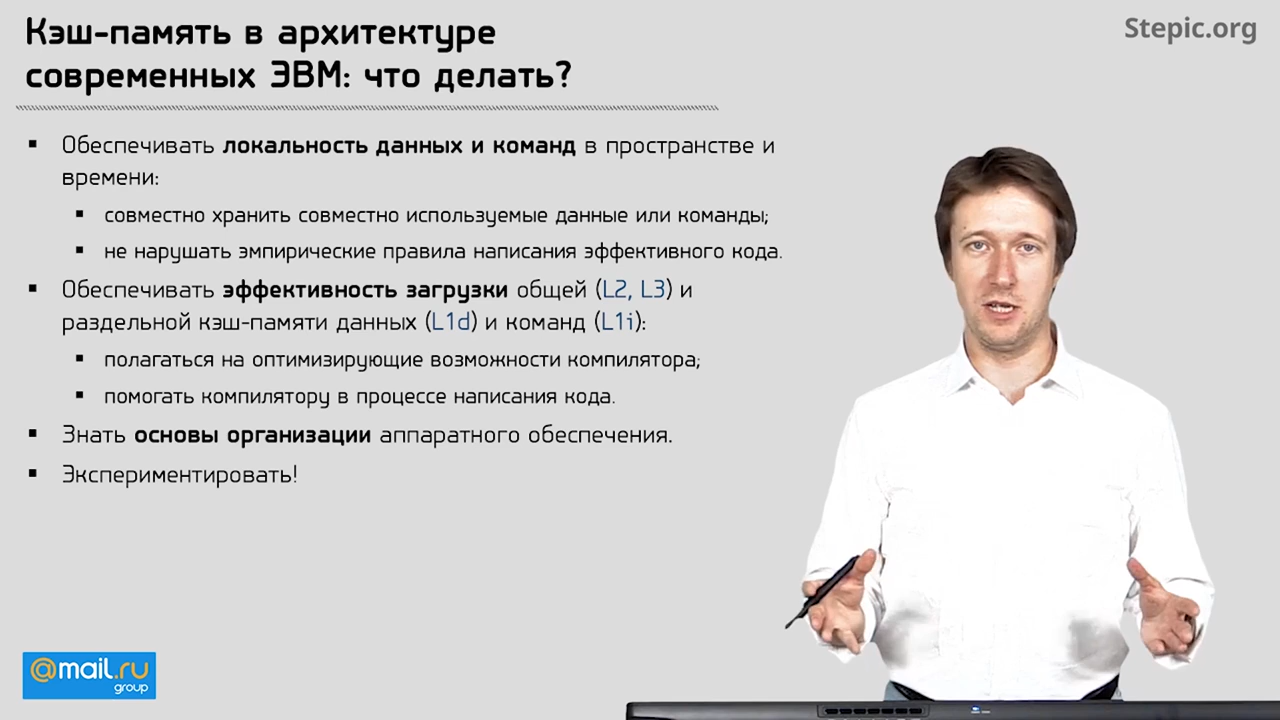 Кэш-память в архитектуре
современных ЭВМ: что делать?
Stepic.org
▪ Обеспечивать локальность данных и команд в пространстве и
времени:
▪ совместно хранить совместно используемые данные или команды;
▪ не нарушать эмпирические правила написания эффективного кода.
▪ Обеспечивать эффективность загрузки общей (L2, L3) и
раздельной кэш-памяти данных (L1d) и команд (L1i):
▪ полагаться на оптимизирующие возможности компилятора;
▪ помогать компилятору в процессе написания кода.
▪ Знать основы организации аппаратного обеспечения.
▪ Экспериментировать!
@mail.ru
group